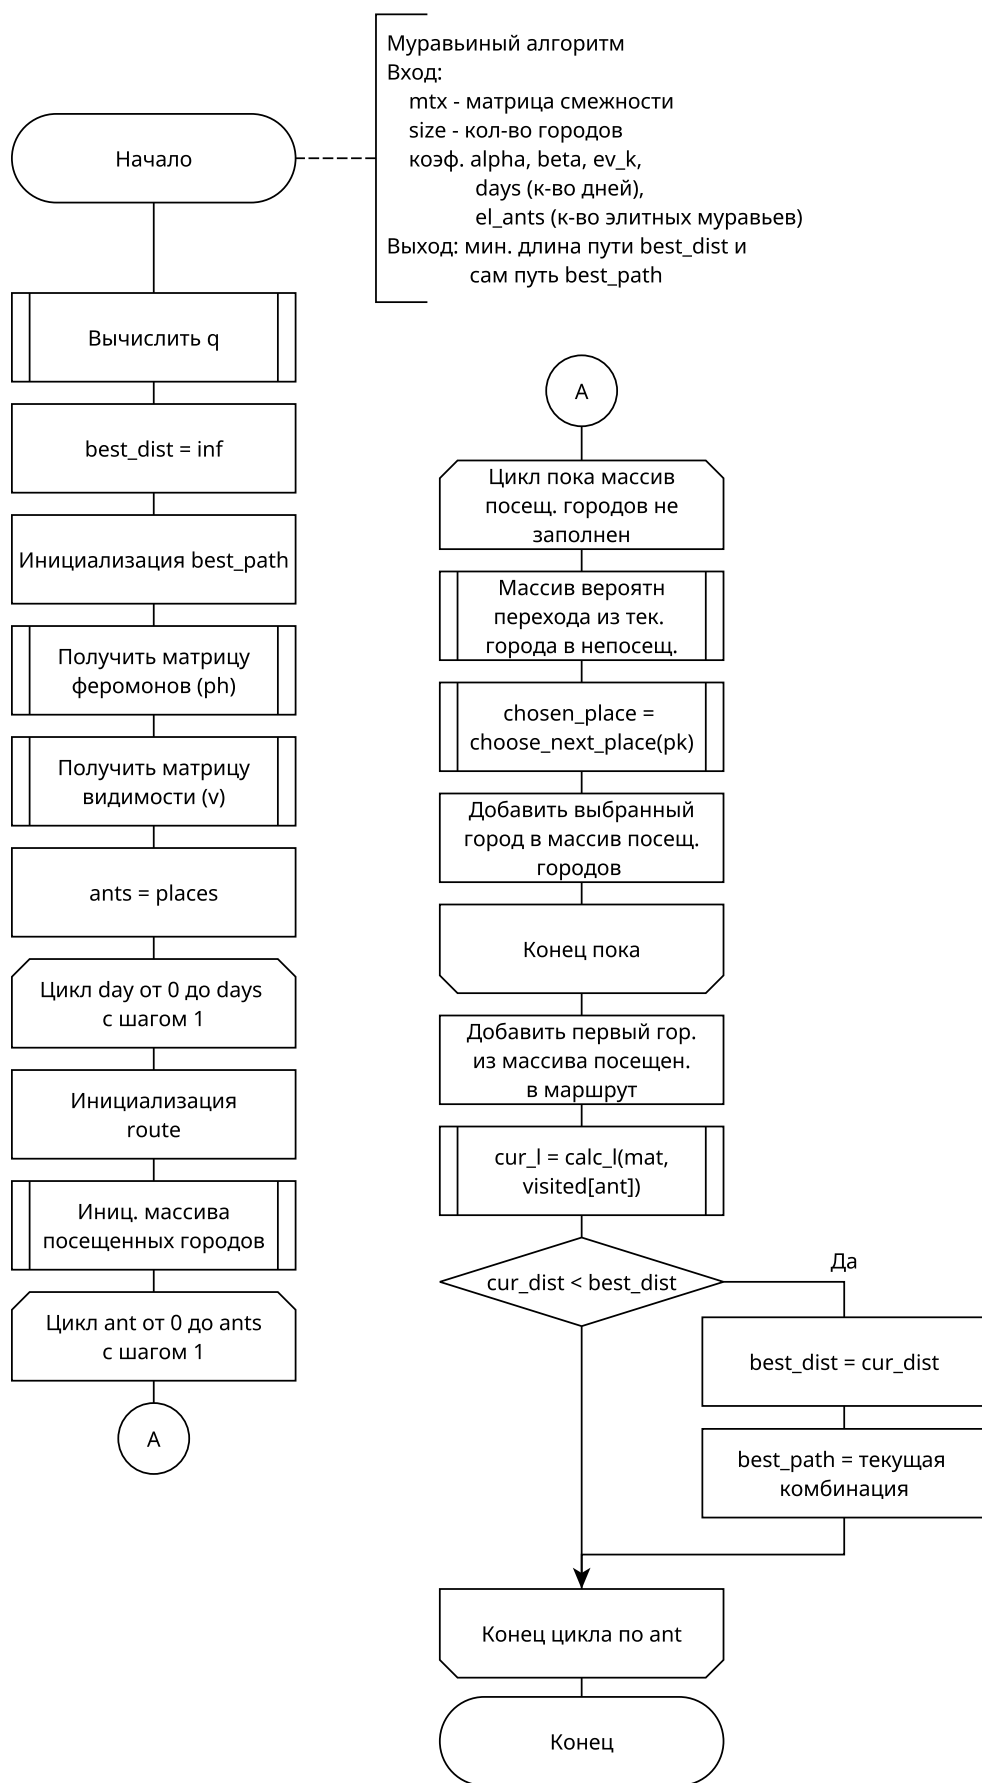 Муравьиный алгоритм
Вход:
mtx - матрица смежности
size - кол-во городов
коэф. alpha, beta, ev_k,
days (к-во дней),
el_ants (к-во элитных муравьев)
Выход: мин. длина пути best_dist и
сам путь best_path
Начало
Вычислить q
best_dist = inf
Инициализация best_path
Получить матрицу
феромонов (ph)
Получить матрицу
видимости (v)
ants = places
Цикл day от 0 до days
с шагом 1
Инициализация
route
Иниц. массива
посещенных городов
Цикл ant от 0 до ants
с шагом 1
A
A
Цикл пока массив
посещ. городов не
заполнен
Массив вероятн
перехода из тек.
города в непосещ.
chosen_place =
choose_next_place(pk)
Добавить выбранный
город в массив посещ.
городов
Конец пока
Добавить первый гор.
из массива посещен.
в маршрут
cur_l = calc_l(mat,
visited[ant])
cur_dist < best_dist
Да
best_dist = cur_dist
best_path = текущая
комбинация
Конец цикла по ant
Конец